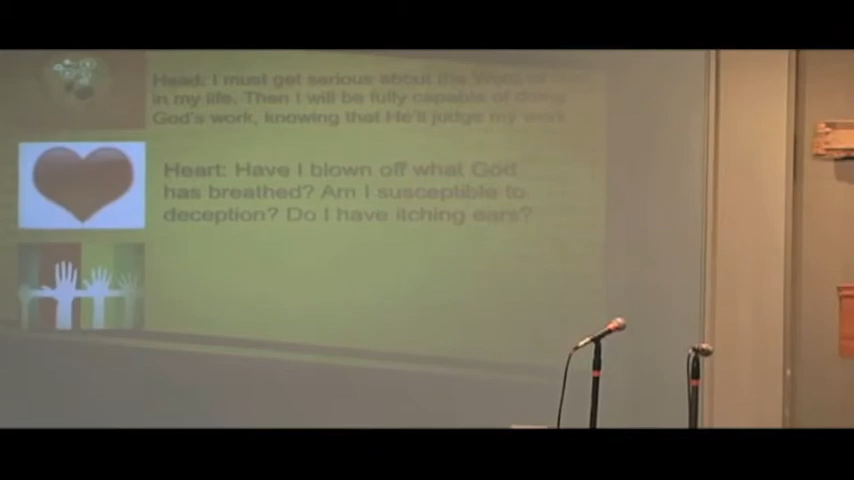 Head: I must get serious about the Word
in my life. Then I will be fully capable of doing
God's work, knowing that He'll judge my work
Heart: Have I blown off what God
has breathed? Am I susceptible to
deception? Do I have itching ears?